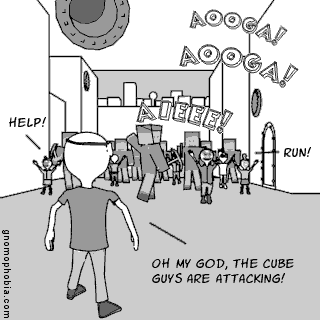 AOOGA!
AOOGA!
AIEEE!
HELP!
RUN!
OH MY GOD, THE CUBE
GUYS ARE ATTACKING!
gnomophobia.com